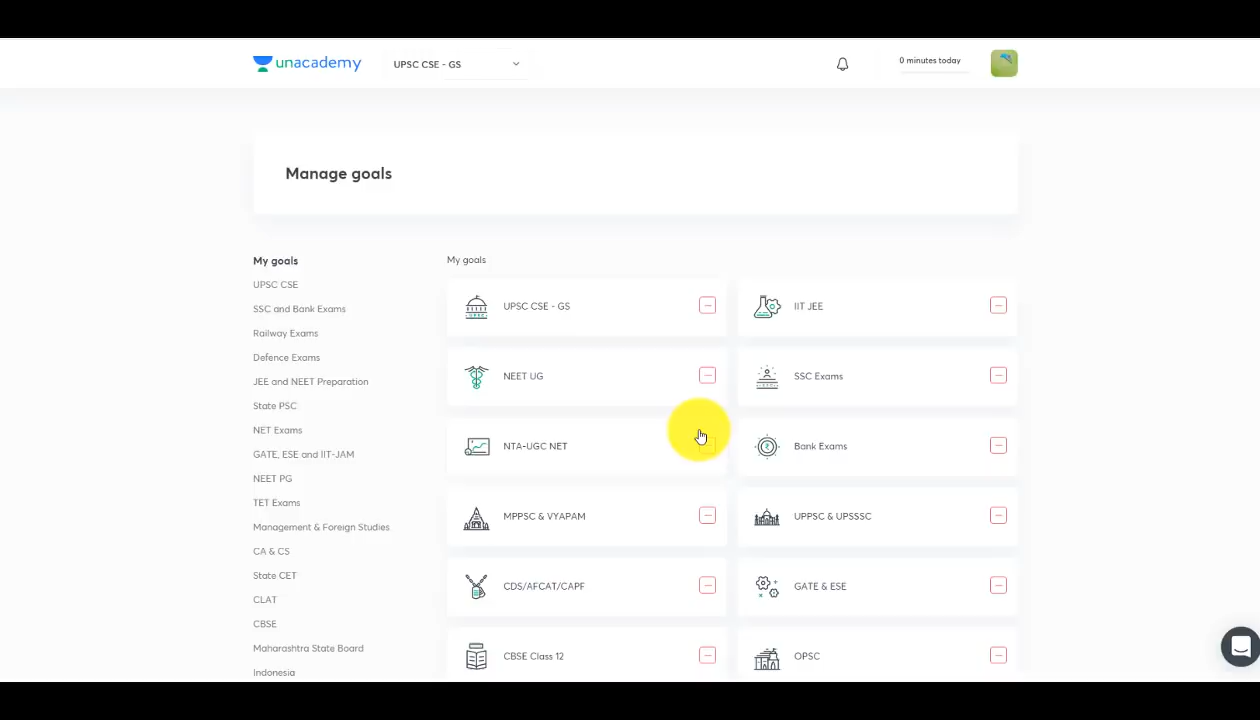 unacademy
UPSC CSE - GS
0 minutes today
Manage goals
My goals
UPSC CSE
SSC and Bank Exams
Railway Exams
Defence Exams
JEE and NEET Preparation
State PSC
NET Exams
GATE, ESE and IIT-JAM
NEET PG
TET Exams
Management & Foreign Studies
CA & CS
State CET
CLAT
CBSE
Maharashtra State Board
Indonesia
My goals
UPSC CSE - GS
IIT JEE
NEET UG
SSC Exams
NTA-UGC NET
Bank Exams
MPPSC & VYAPAM
UPPSC & UPSSSC
CDS/AFCAT/CAPF
GATE & ESE
CBSE Class 12
OPSC